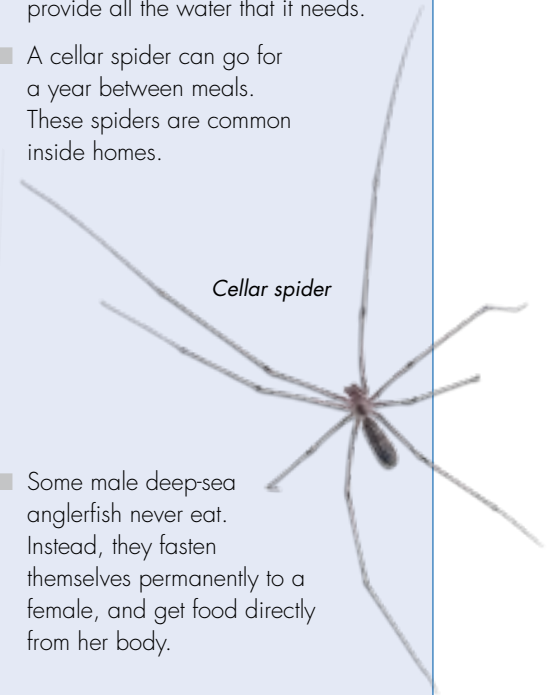 provide all the water that it needs.
A cellar spider can go for
a year between meals.
These spiders are common
inside homes.
Cellar spider
Some male deep-sea
anglerfish never eat.
Instead, they fasten
themselves permanently to a
female, and get food directly
from her body.